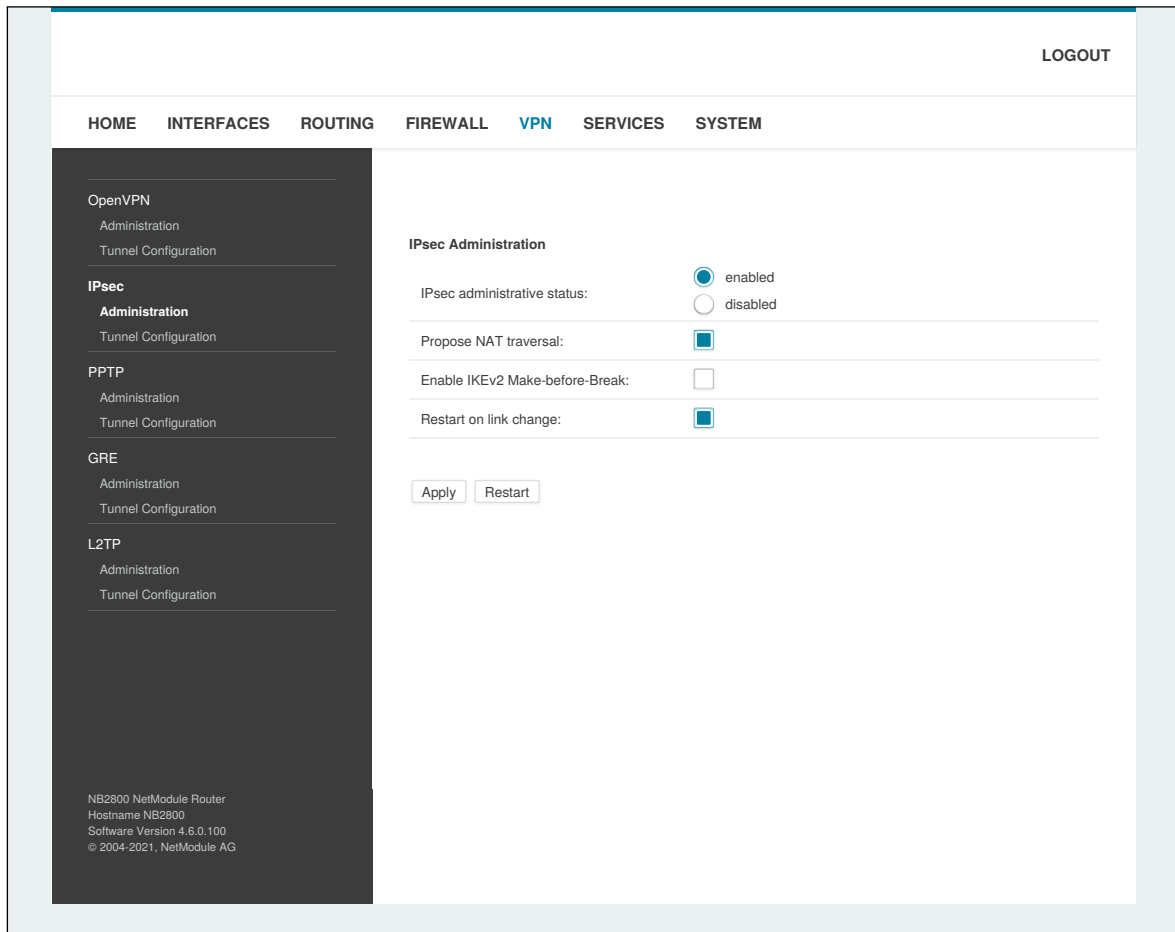 LOGOUT
HOME INTERFACES ROUTING FIREWALL VPN SERVICES SYSTEM
OpenVPN
Administration
Tunnel Configuration
IPsec
Administration
Tunnel Configuration
PPTP
Administration
Tunnel Configuration
GRE
Administration
Tunnel Configuration
L2TP
Administration
Tunnel Configuration
NB2800 NetModule Router
Hostname NB2800
Software Version 4.6.0.100
© 2004-2021, NetModule AG
IPsec Administration
IPsec administrative status:
enabled
disabled
Propose NAT traversal:
Enable IKEv2 Make-before-Break:
Restart on link change:
Apply Restart